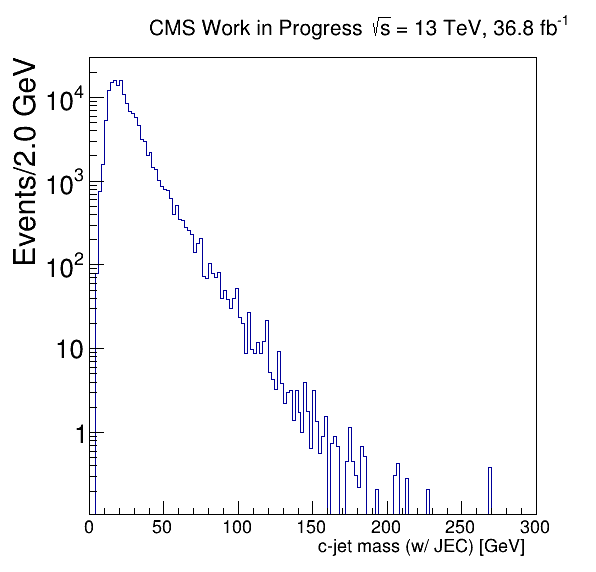 CMS Work in Progress √s = 13 TeV, 36.8 fb⁻¹
Events/2.0 GeV
10⁴
10³
10²
10
1
0 50 100 150 200 250 300
c-jet mass (w/ JEC) [GeV]